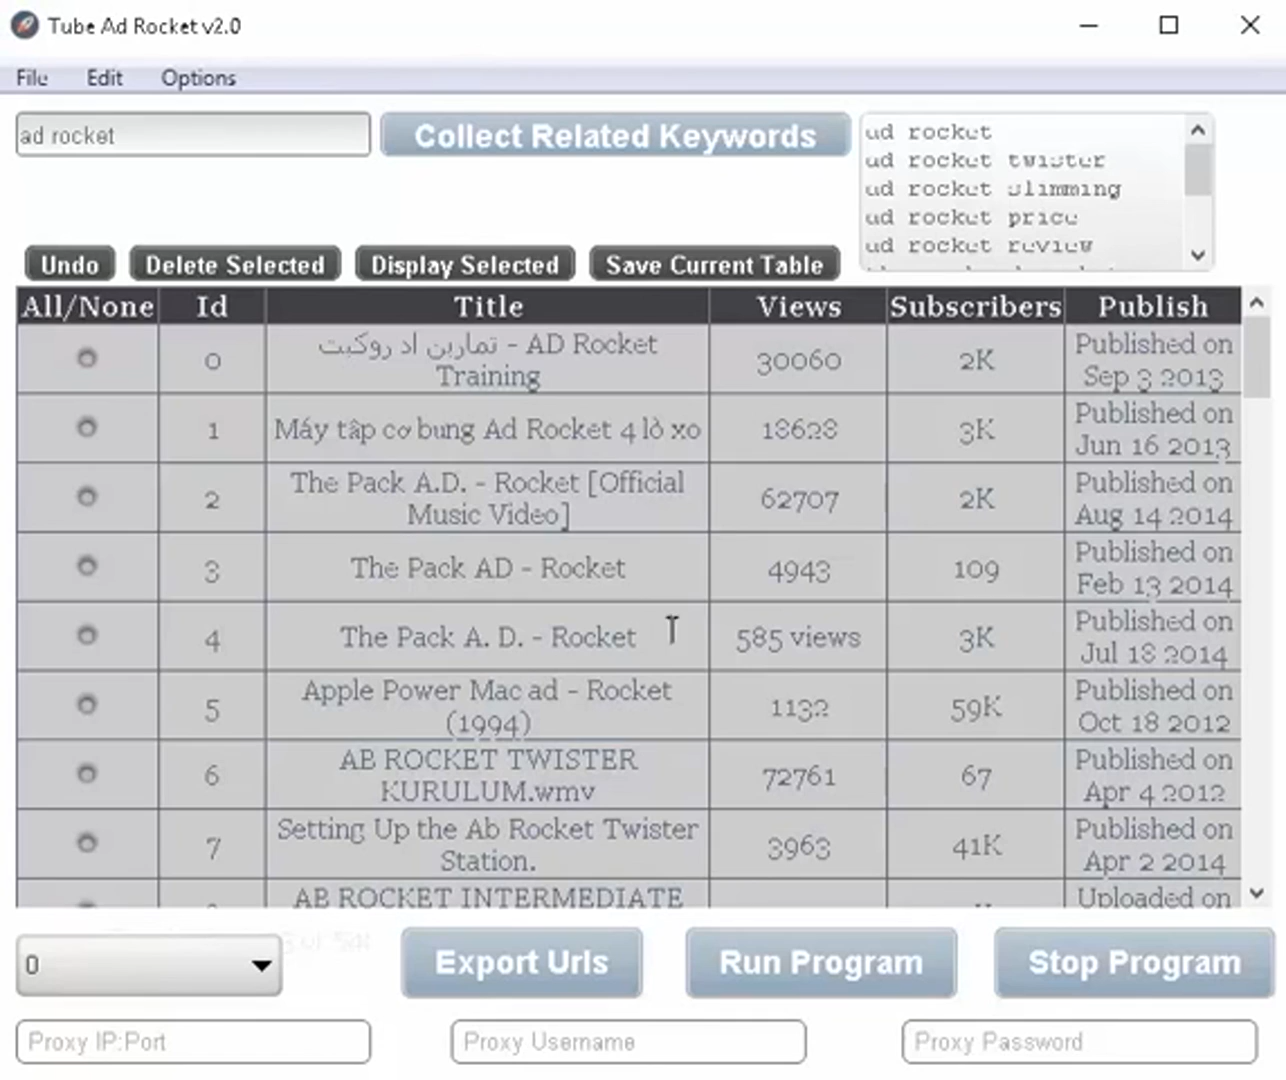 Tube Ad Rocket v2.0
File Edit Options
ad rocket
Collect Related Keywords
ad rocket
ad rocket twister
ad rocket slimming
ad rocket price
ad rocket review
Undo Delete Selected Display Selected Save Current Table
All/None Id Title Views Subscribers Publish
0 تمارين اد روكيت - AD Rocket Training 30060 2K Published on Sep 3 2013
1 Máy tập cơ bụng Ad Rocket 4 lò xo 18628 3K Published on Jun 16 2013
2 The Pack A.D. - Rocket [Official Music Video] 62707 2K Published on Aug 14 2014
3 The Pack AD - Rocket 4943 109 Published on Feb 13 2014
4 The Pack A. D. - Rocket 585 views 3K Published on Jul 18 2014
5 Apple Power Mac ad - Rocket (1994) 1132 59K Published on Oct 18 2012
6 AB ROCKET TWISTER KURULUM.wmv 72761 67 Published on Apr 4 2012
7 Setting Up the Ab Rocket Twister Station. 3963 41K Published on Apr 2 2014
AB ROCKET INTERMEDIATE Uploaded on
0
Export Urls Run Program Stop Program
Proxy IP:Port Proxy Username Proxy Password